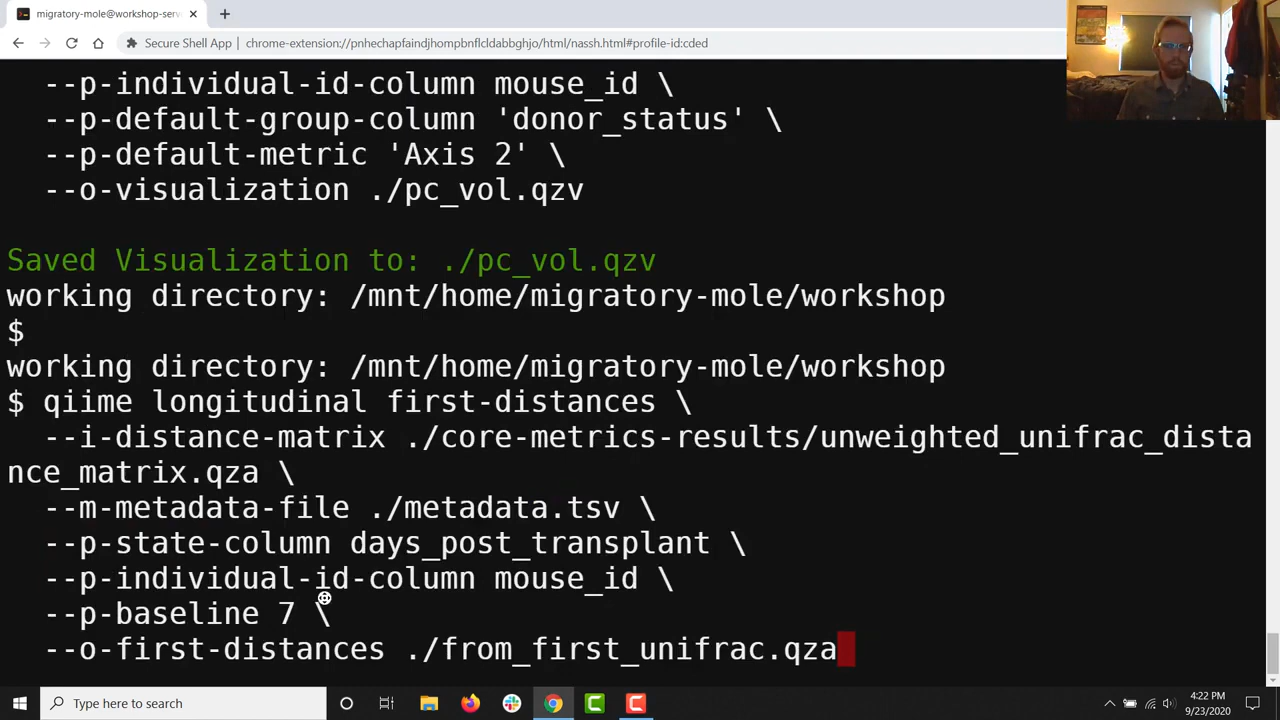 migratory-mole@workshop-serv
Secure Shell App | chrome-extension://pnhechapfaindjhompbnflcldabbghjo/html/nassh.html#profile-id:cded
--p-individual-id-column mouse_id \
--p-default-group-column 'donor_status' \
--p-default-metric 'Axis 2' \
--o-visualization ./pc_vol.qzv
Saved Visualization to: ./pc_vol.qzv
working directory: /mnt/home/migratory-mole/workshop
$
working directory: /mnt/home/migratory-mole/workshop
$ qiime longitudinal first-distances \
--i-distance-matrix ./core-metrics-results/unweighted_unifrac_dista
nce_matrix.qza \
--m-metadata-file ./metadata.tsv \
--p-state-column days_post_transplant \
--p-individual-id-column mouse_id \
--p-baseline 7 \
--o-first-distances ./from_first_unifrac.qza
Type here to search
4:22 PM
9/23/2020